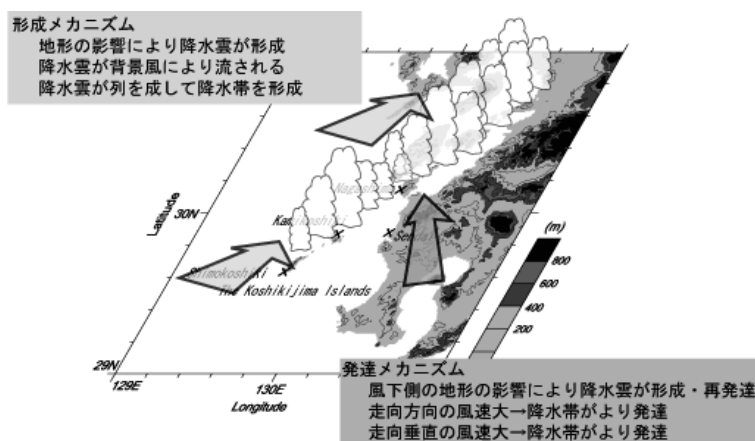 形成メカニズム
地形の影響により降水雲が形成
降水雲が背景風により流される
降水雲が列を成して降水帯を形成
Nagashima
30N
Latitude
Kamikoshiki
Sendai
(m)
800
600
400
200
Shimokoshiki
The Koshikijima Islands
29N
129E
130E
Longitude
発達メカニズム
風下側の地形の影響により降水雲が形成・再発達
走向方向の風速大→降水帯がより発達
走向垂直の風速大→降水帯がより発達